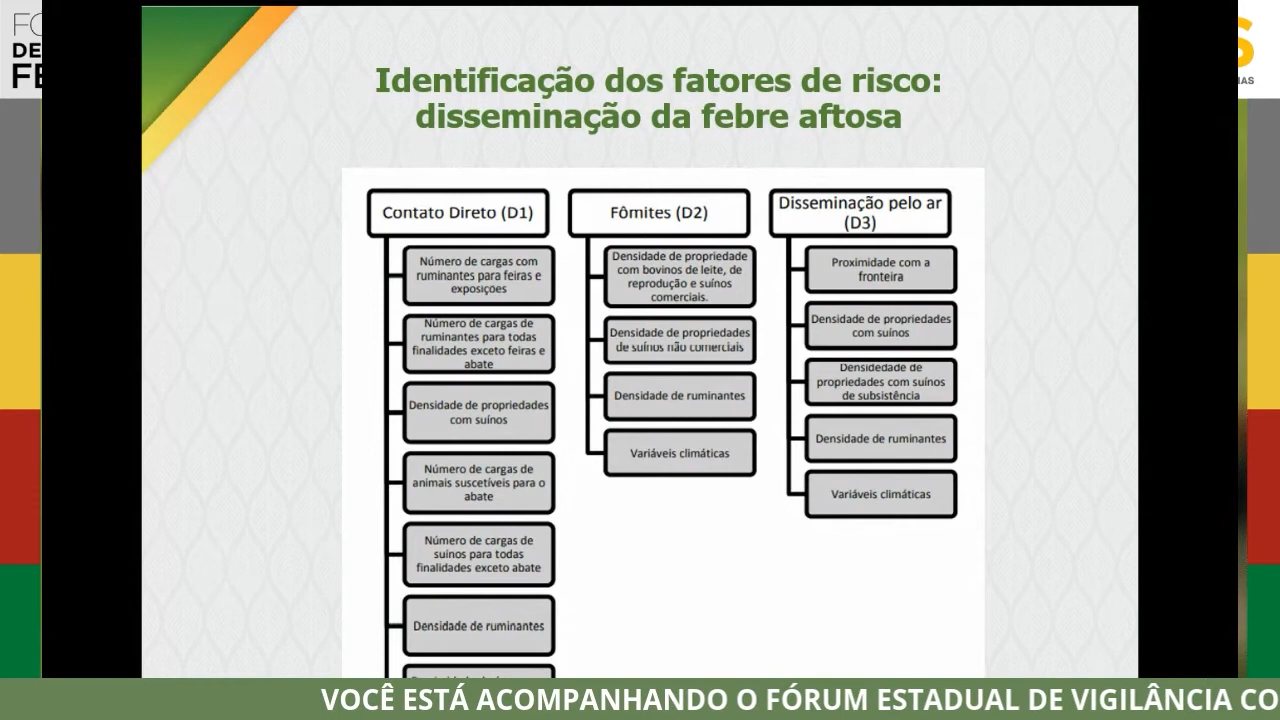 Identificação dos fatores de risco:
disseminação da febre aftosa
Contato Direto (D1)
Número de cargas com
ruminantes para feiras e
exposições
Número de cargas de
ruminantes para todas
finalidades exceto feiras e
abate
Densidade de propriedades
com suínos
Número de cargas de
animais suscetíveis para o
abate
Número de cargas de
suínos para todas
finalidades exceto abate
Densidade de ruminantes
Fômites (D2)
Densidade de propriedade
com bovinos de leite, de
reprodução e suínos
comerciais.
Densidade de propriedades
de suínos não comerciais
Densidade de ruminantes
Variáveis climáticas
Disseminação pelo ar
(D3)
Proximidade com a
fronteira
Densidade de propriedades
com suínos
Densidedade de
propriedades com suínos
de subsistência
Densidade de ruminantes
Variáveis climáticas
FO
DE
FE
S
IAS
VOCÊ ESTÁ ACOMPANHANDO O FÓRUM ESTADUAL DE VIGILÂNCIA CO